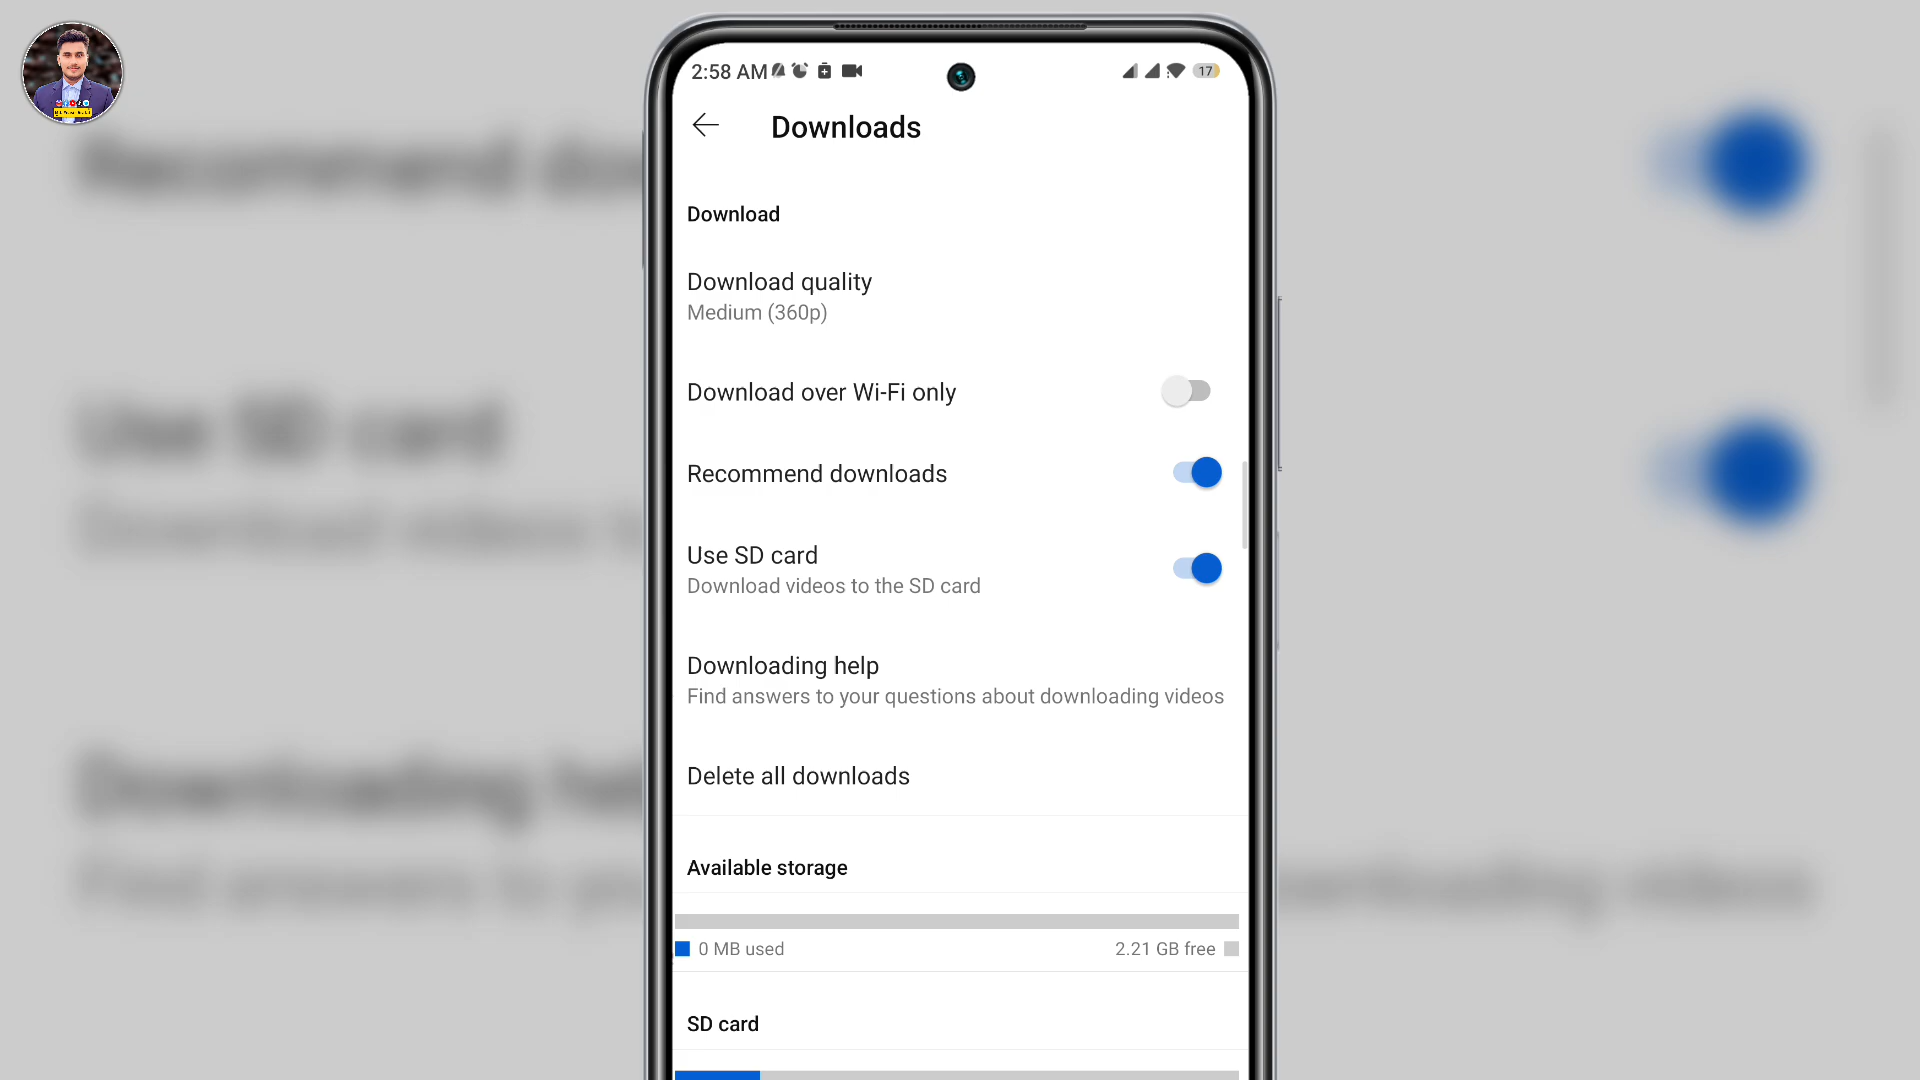 2:58 AM
17
Downloads
Download
Download quality
Medium (360p)
Download over Wi-Fi only
Recommend downloads
Use SD card
Download videos to the SD card
Downloading help
Find answers to your questions about downloading videos
Delete all downloads
Available storage
0 MB used
2.21 GB free
SD card